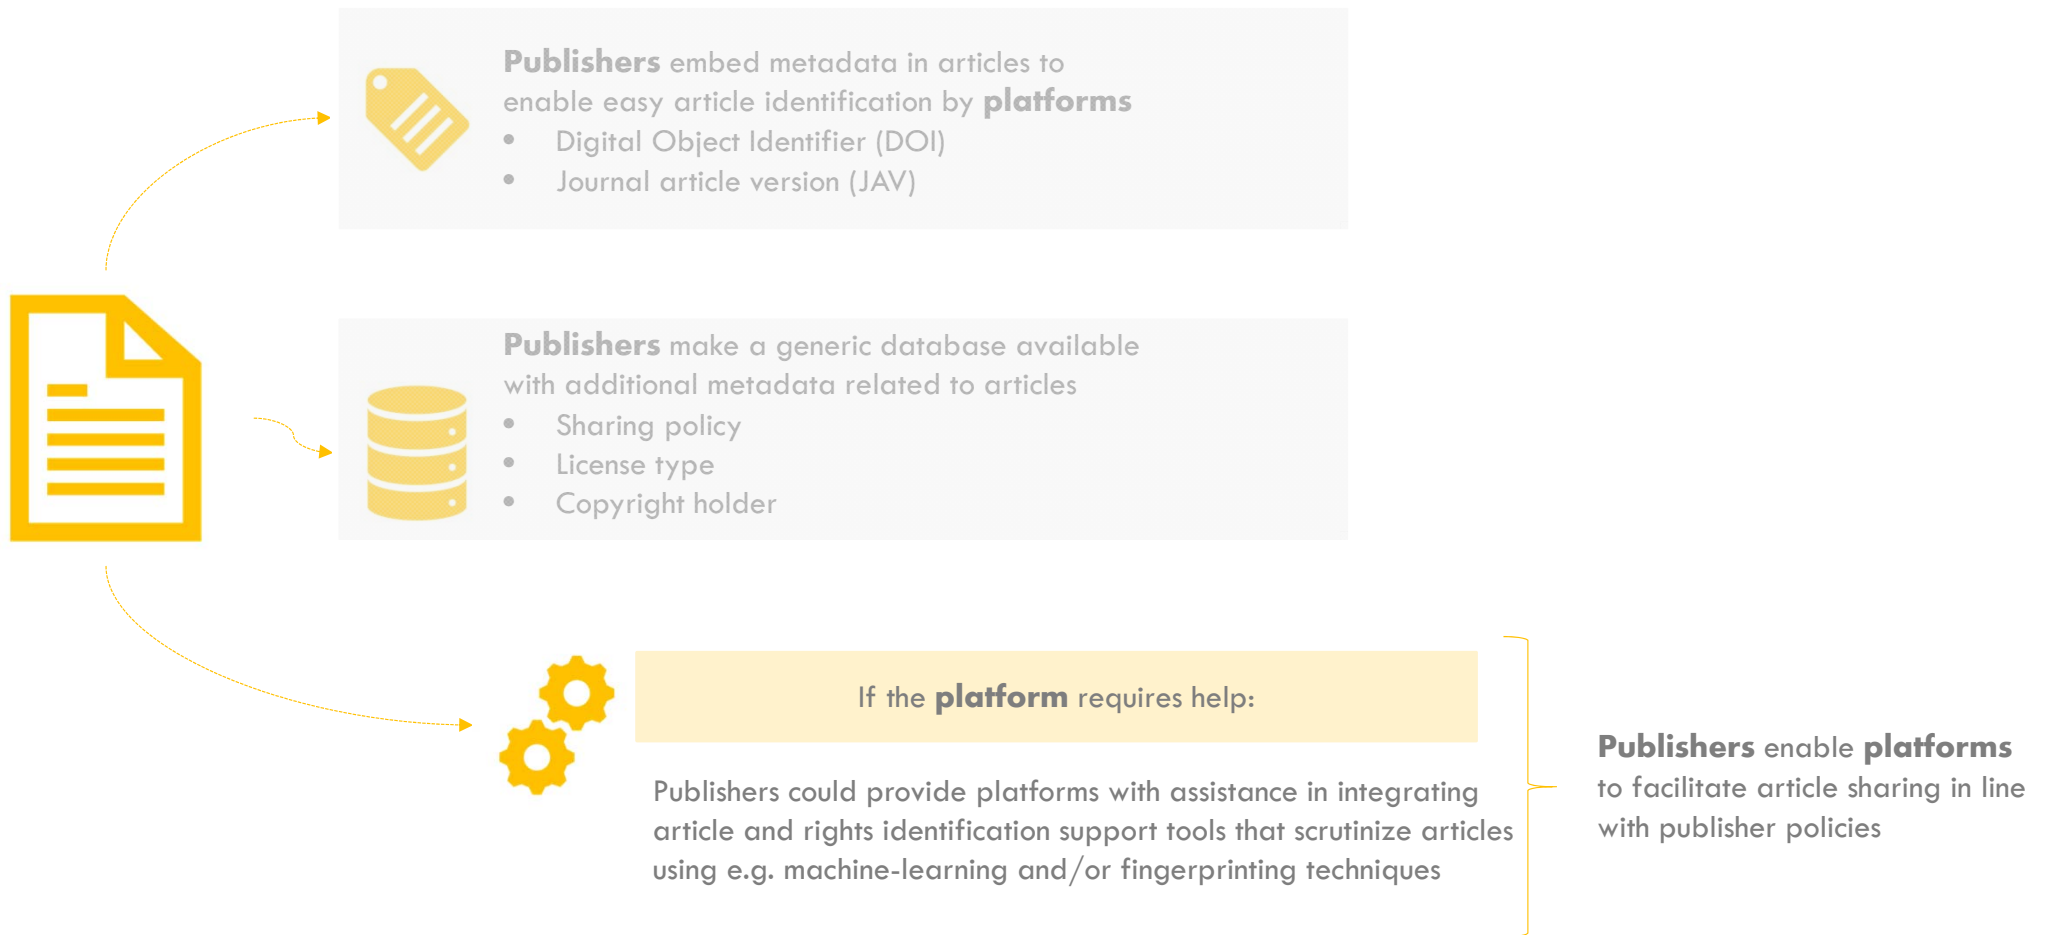 Publishers embed metadata in articles to
enable easy article identification by platforms
• Digital Object Identifier (DOI)
• Journal article version (JAV)
Publishers make a generic database available
with additional metadata related to articles
• Sharing policy
• License type
• Copyright holder
If the platform requires help:
Publishers could provide platforms with assistance in integrating
article and rights identification support tools that scrutinize articles
using e.g. machine-learning and/or fingerprinting techniques
Publishers enable platforms
to facilitate article sharing in line
with publisher policies